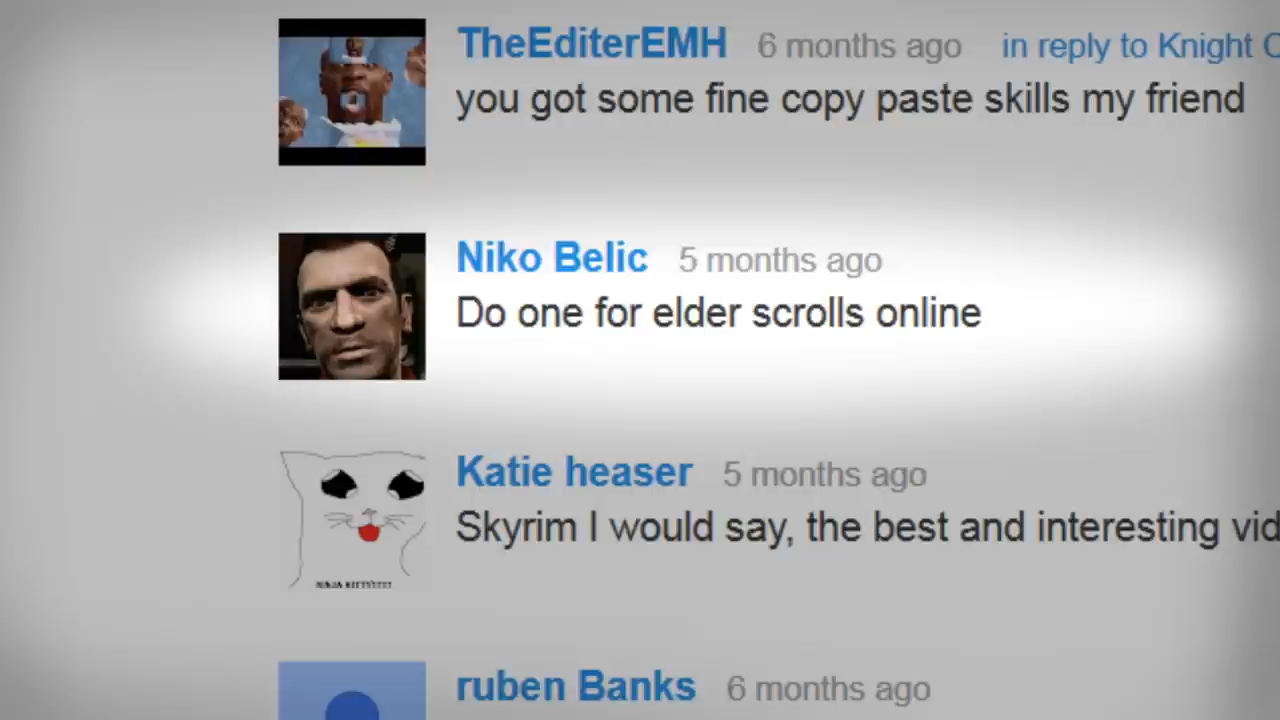 TheEditerEMH 6 months ago in reply to Knight
you got some fine copy paste skills my friend
Niko Belic 5 months ago
Do one for elder scrolls online
Katie heaser 5 months ago
Skyrim I would say, the best and interesting vid
NINJA KITTY!!!!!
ruben Banks 6 months ago